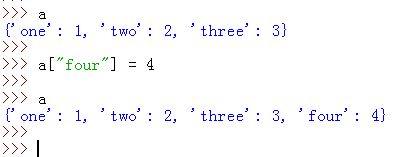 >>> a
{'one': 1, 'two': 2, 'three': 3}
>>>
>>> a["four"] = 4
>>>
>>> a
{'one': 1, 'two': 2, 'three': 3, 'four': 4}
>>>
>>>